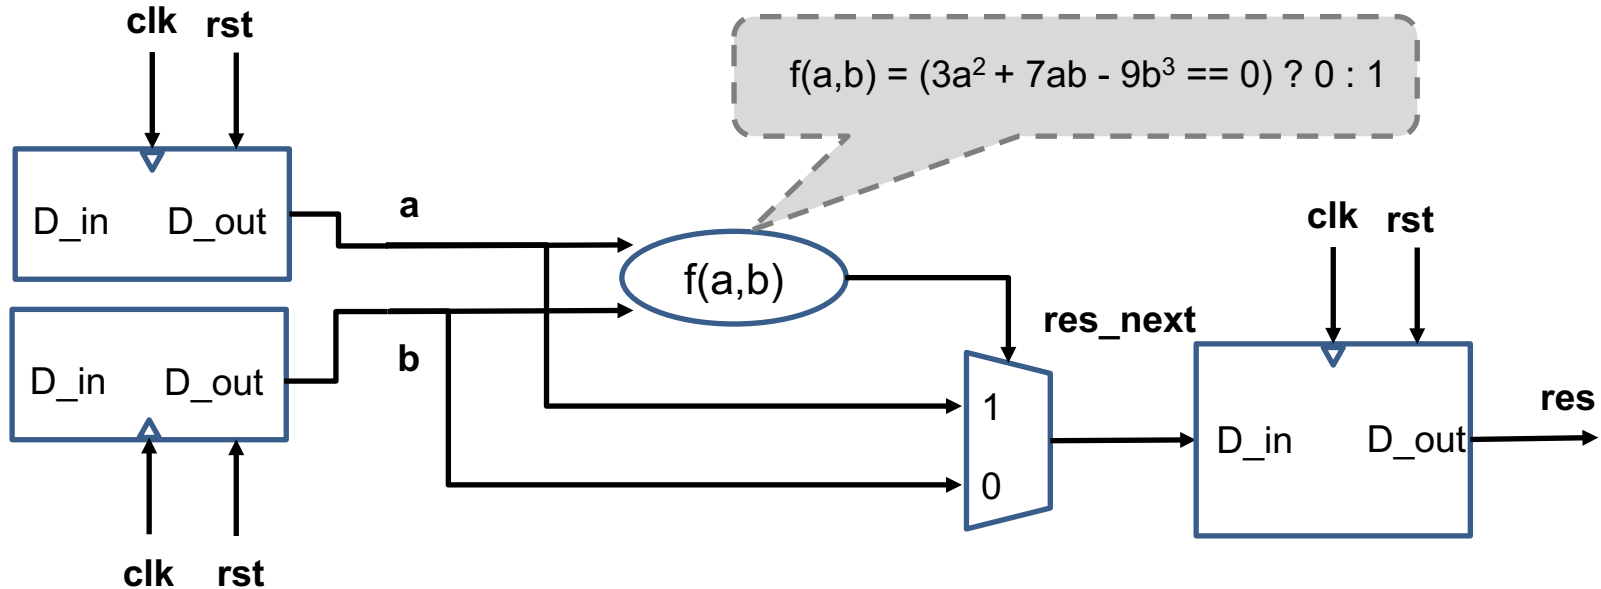 clk rst
f(a,b) = (3a² + 7ab - 9b³ == 0) ? 0 : 1
D_in D_out
a
f(a,b)
clk rst
D_in D_out
b
res_next
1
0
D_in D_out
res
clk rst